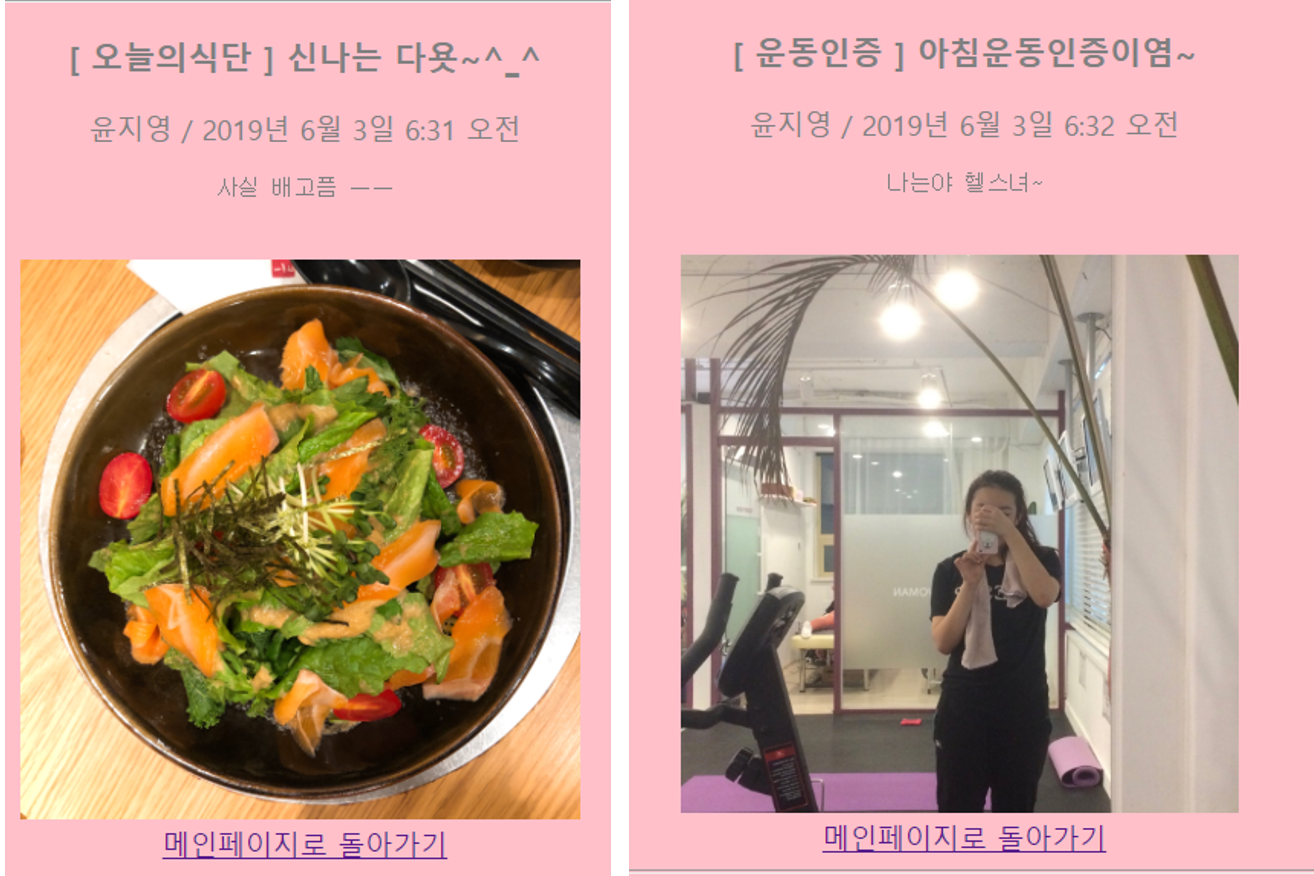 [ 오늘의식단 ] 신나는 다욧~^_^
윤지영 / 2019년 6월 3일 6:31 오전
사실 배고픔 ㅡㅡ
메인페이지로 돌아가기
[ 운동인증 ] 아침운동인증이염~
윤지영 / 2019년 6월 3일 6:32 오전
나는야 헬스녀~
메인페이지로 돌아가기